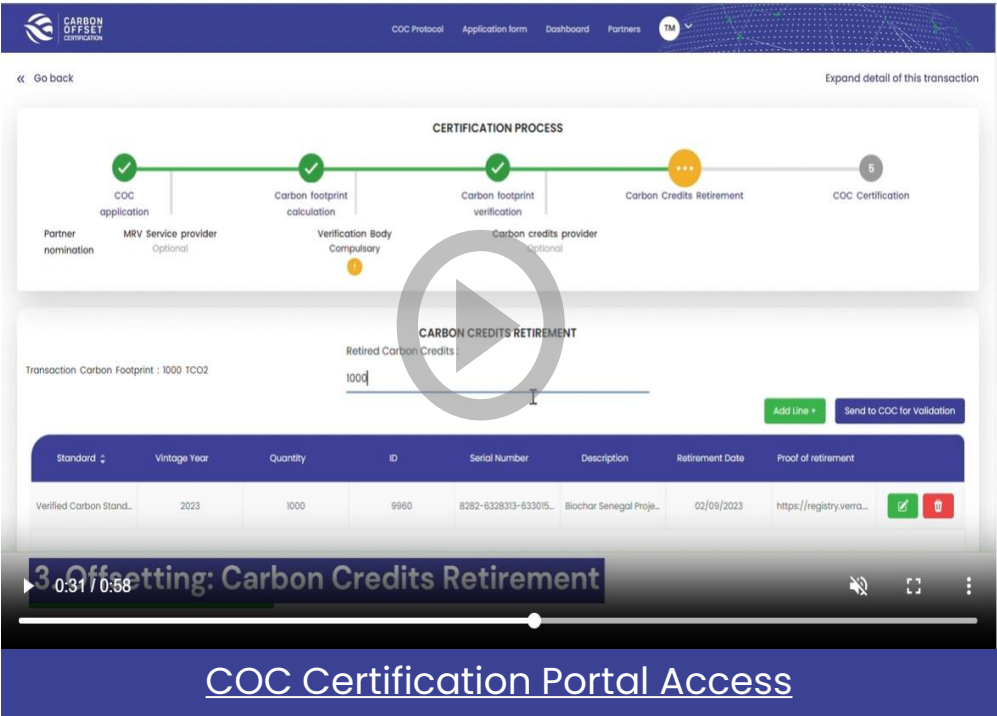 CARBON
OFFSET
CERTIFICATION
COC Protocol Application form Dashboard Partners TM
« Go back
Expand detail of this transaction
CERTIFICATION PROCESS
5
COC application
Carbon footprint calculation
Carbon footprint verification
Carbon Credits Retirement
COC Certification
Partner nomination
MRV Service provider
Optional
Verification Body
Compulsary
!
Carbon credits provider
Optional
CARBON CREDITS RETIREMENT
Retired Carbon Credits :
Transaction Carbon Footprint : 1000 TCO2
1000
Add Line +
Send to COC for Validation
Standard Vintage Year Quantity ID Serial Number Description Retirement Date Proof of retirement
Verified Carbon Stand... 2023 1000 9960 8282-6328313-633015... Biochar Senegal Proje... 02/09/2023 https://registry.verra...
3. Offsetting: Carbon Credits Retirement
0:31 / 0:58
COC Certification Portal Access